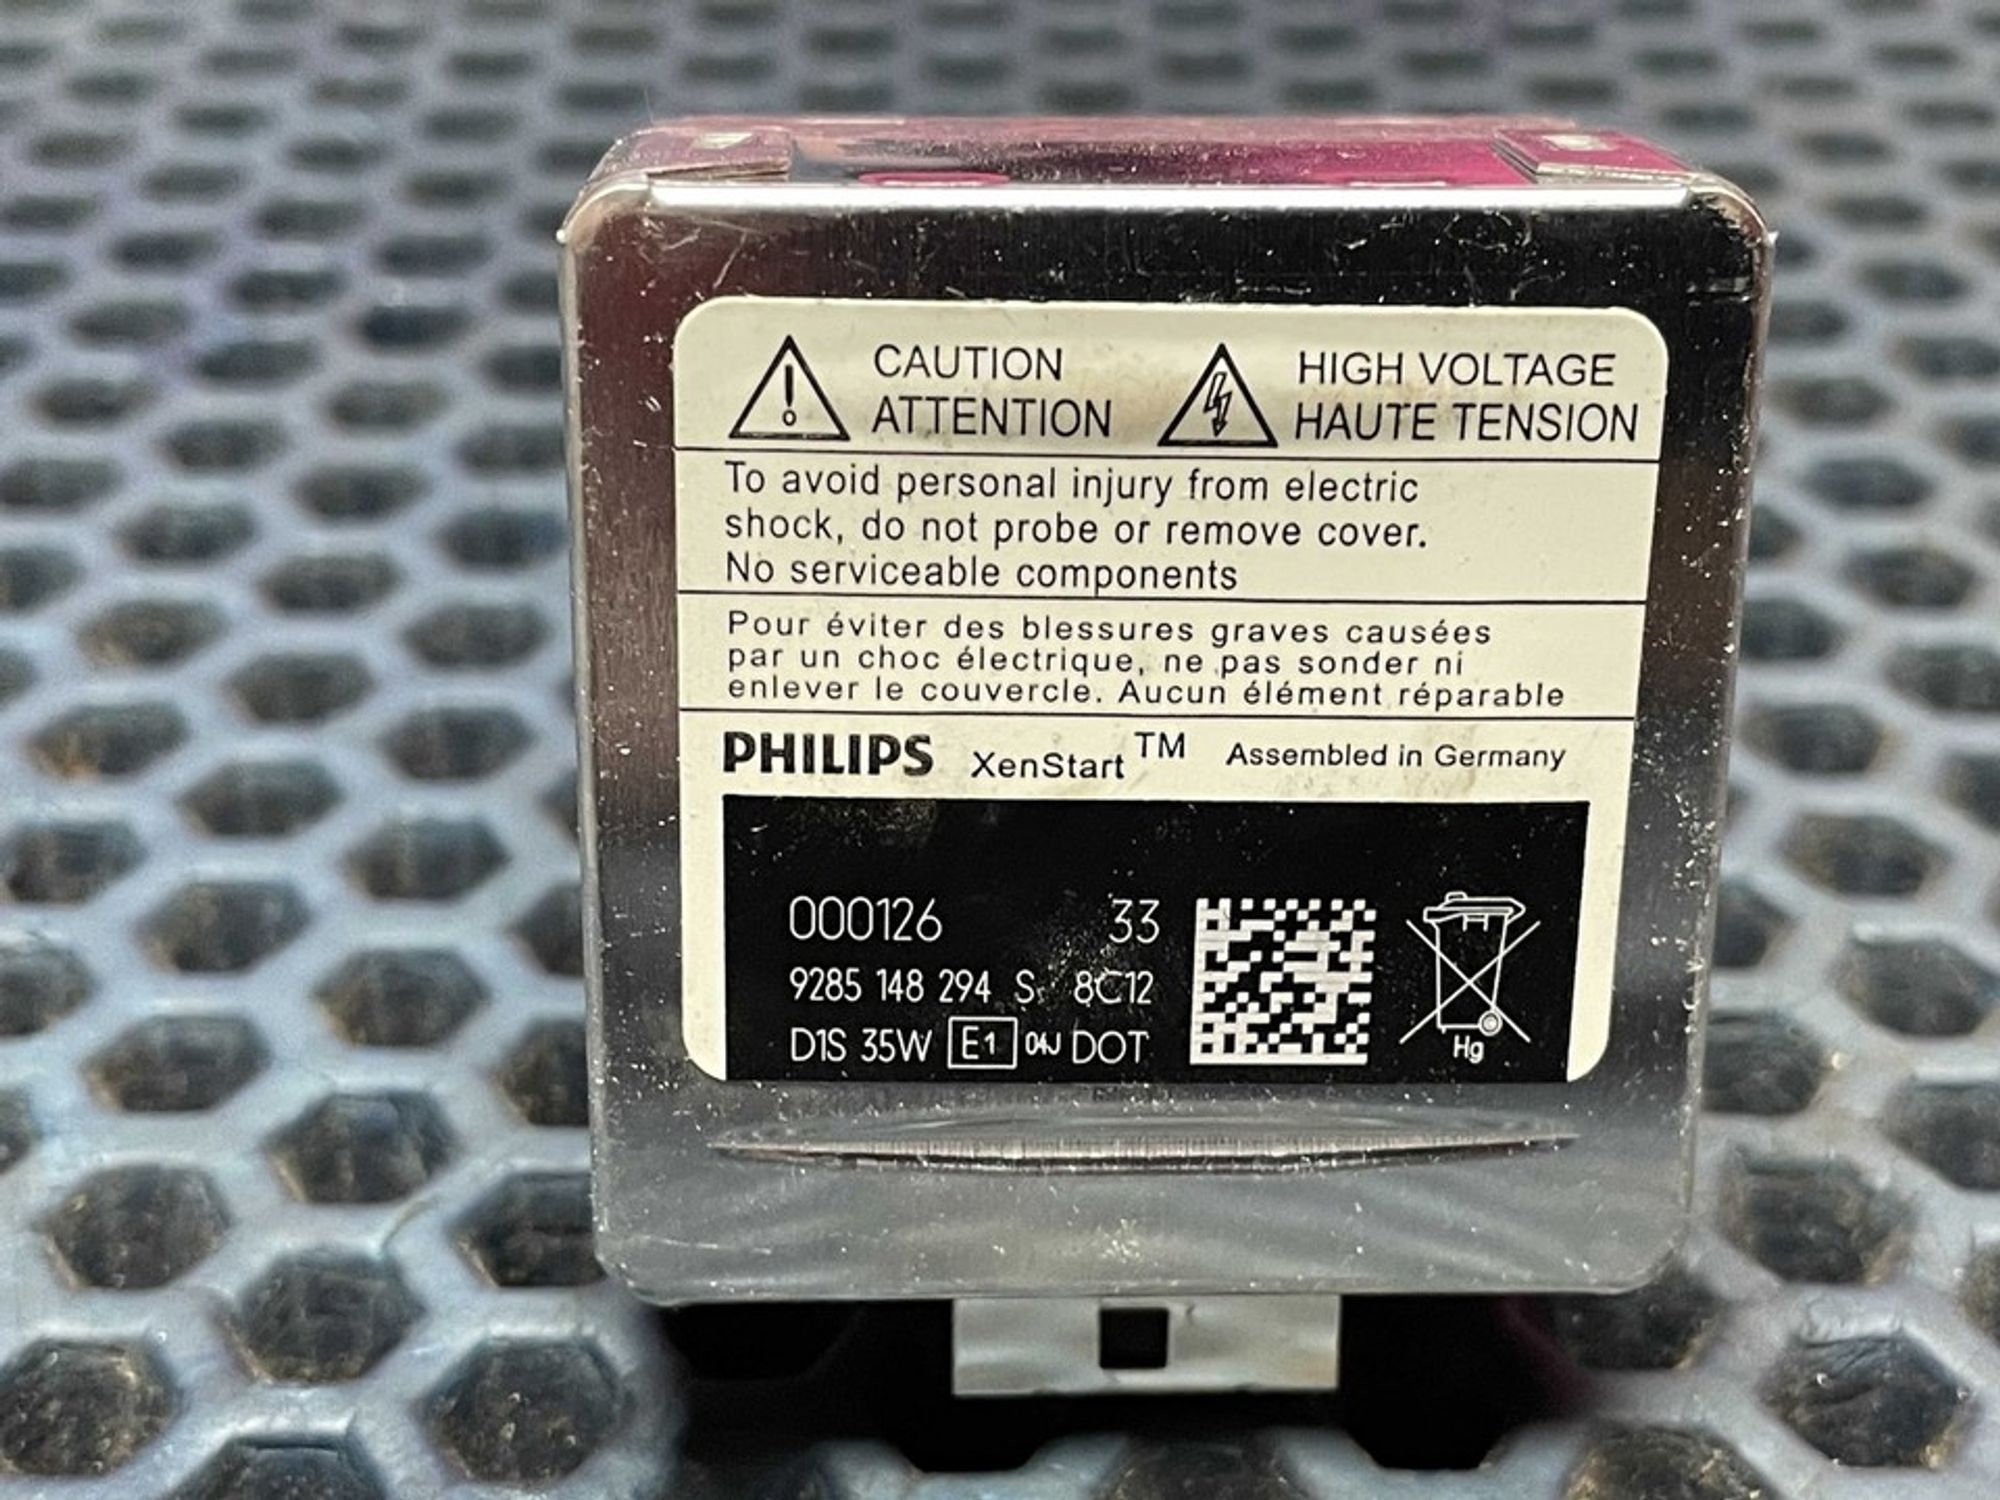 CAUTION
ATTENTION
HIGH VOLTAGE
HAUTE TENSION
To avoid personal injury from electric
shock, do not probe or remove cover.
No serviceable components
Pour éviter des blessures graves causées
par un choc électrique, ne pas sonder ni
enlever le couvercle. Aucun élément réparable
PHILIPS XenStart™ Assembled in Germany
000126 33
9285 148 294 S 8C12
D1S 35W E1 04J DOT
Hg